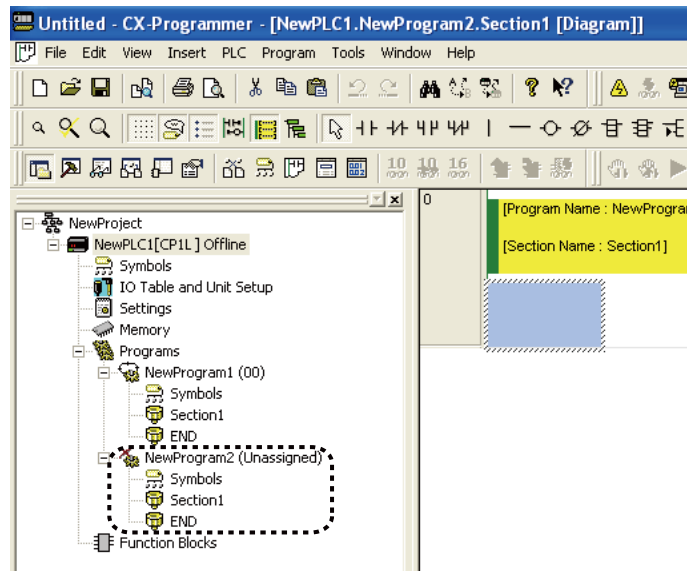 Untitled - CX-Programmer - [NewPLC1.NewProgram2.Section1 [Diagram]]
File Edit View Insert PLC Program Tools Window Help
10 10 16
NewProject
NewPLC1[CP1L ] Offline
Symbols
IO Table and Unit Setup
Settings
Memory
Programs
NewProgram1 (00)
Symbols
Section1
END
NewProgram2 (Unassigned)
Symbols
Section1
END
Function Blocks
0
[Program Name : NewProgra
[Section Name : Section1]